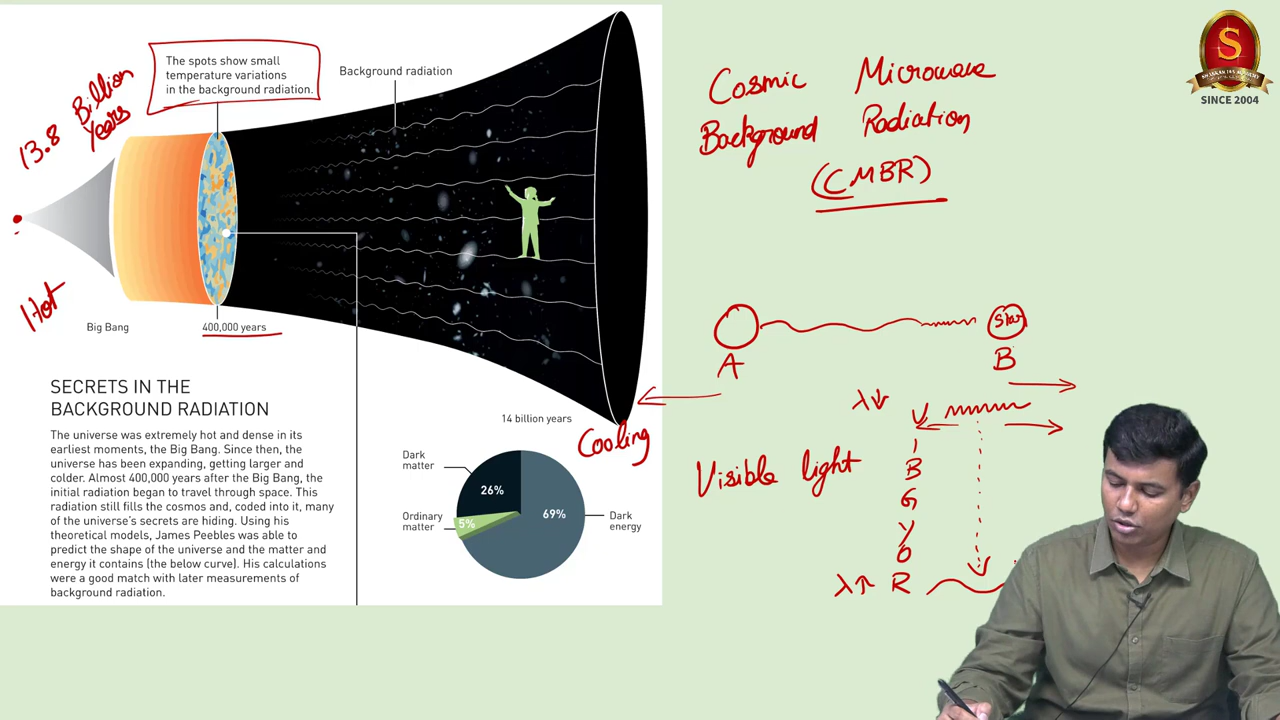 The spots show small
temperature variations
in the background radiation.
Background radiation
13.8 Billion
Years
Hot
Big Bang
400,000 years
14 billion years
Cooling
SECRETS IN THE
BACKGROUND RADIATION
The universe was extremely hot and dense in its
earliest moments, the Big Bang. Since then, the
universe has been expanding, getting larger and
colder. Almost 400,000 years after the Big Bang, the
initial radiation began to travel through space. This
radiation still fills the cosmos and, coded into it, many
of the universe's secrets are hiding. Using his
theoretical models, James Peebles was able to
predict the shape of the universe and the matter and
energy it contains (the below curve). His calculations
were a good match with later measurements of
background radiation.
Dark
matter
26%
Ordinary
matter
5%
69%
Dark
energy
Cosmic Microwave
Background Radiation
(CMBR)
A
Star
B
λ↓
Visible light
V
I
B
G
Y
O
λ↑ R
S
SINCE 2004